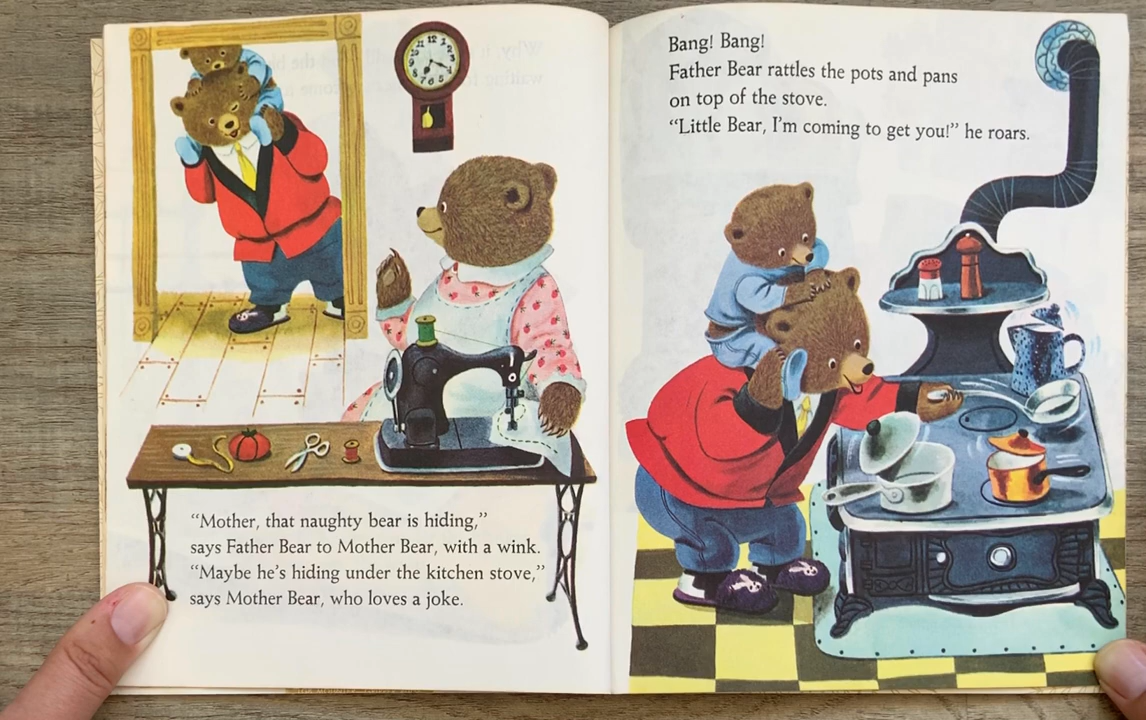 “Mother, that naughty bear is hiding,”
says Father Bear to Mother Bear, with a wink.
“Maybe he’s hiding under the kitchen stove,”
says Mother Bear, who loves a joke.
Bang! Bang!
Father Bear rattles the pots and pans
on top of the stove.
“Little Bear, I’m coming to get you!” he roars.